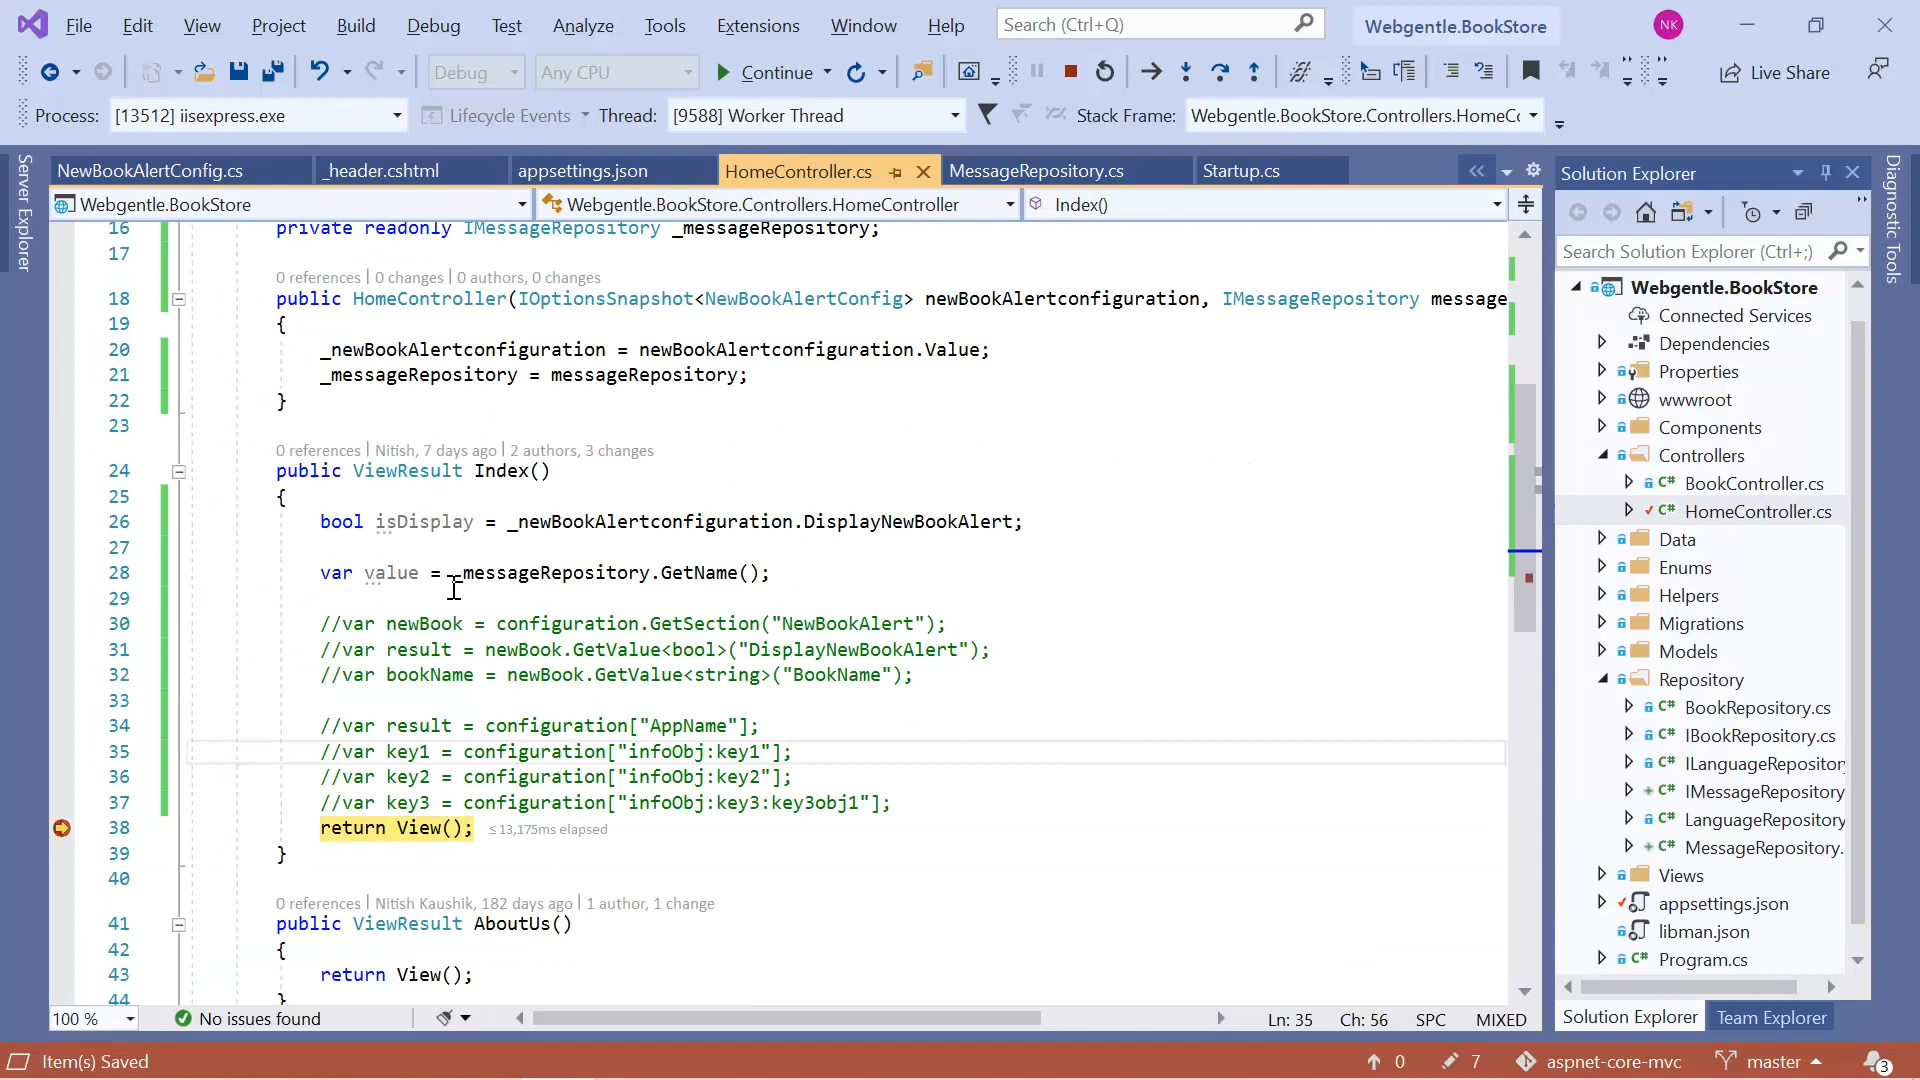 File Edit View Project Build Debug Test Analyze Tools Extensions Window Help Search (Ctrl+Q) Webgentle.BookStore NK
Debug Any CPU Continue Live Share
Process: [13512] iisexpress.exe Lifecycle Events Thread: [9588] Worker Thread Stack Frame: Webgentle.BookStore.Controllers.HomeCo
Server Explorer
NewBookAlertConfig.cs _header.cshtml appsettings.json HomeController.cs MessageRepository.cs Startup.cs
Webgentle.BookStore Webgentle.BookStore.Controllers.HomeController Index()
16 private readonly IMessageRepository _messageRepository;
17
0 references | 0 changes | 0 authors, 0 changes
18 public HomeController(IOptionsSnapshot<NewBookAlertConfig> newBookAlertconfiguration, IMessageRepository message
19 {
20 _newBookAlertconfiguration = newBookAlertconfiguration.Value;
21 _messageRepository = messageRepository;
22 }
23
0 references | Nitish, 7 days ago | 2 authors, 3 changes
24 public ViewResult Index()
25 {
26 bool isDisplay = _newBookAlertconfiguration.DisplayNewBookAlert;
27
28 var value = _messageRepository.GetName();
29
30 //var newBook = configuration.GetSection("NewBookAlert");
31 //var result = newBook.GetValue<bool>("DisplayNewBookAlert");
32 //var bookName = newBook.GetValue<string>("BookName");
33
34 //var result = configuration["AppName"];
35 //var key1 = configuration["infoObj:key1"];
36 //var key2 = configuration["infoObj:key2"];
37 //var key3 = configuration["infoObj:key3:key3obj1"];
38 return View(); ≤13,175ms elapsed
39 }
40
0 references | Nitish Kaushik, 182 days ago | 1 author, 1 change
41 public ViewResult AboutUs()
42 {
43 return View();
44 }
100 % No issues found Ln: 35 Ch: 56 SPC MIXED
Solution Explorer
Search Solution Explorer (Ctrl+;)
Webgentle.BookStore
Connected Services
Dependencies
Properties
wwwroot
Components
Controllers
C# BookController.cs
C# HomeController.cs
Data
Enums
Helpers
Migrations
Models
Repository
C# BookRepository.cs
C# IBookRepository.cs
C# ILanguageRepository
C# IMessageRepository
C# LanguageRepository
C# MessageRepository.
Views
appsettings.json
libman.json
C# Program.cs
Solution Explorer Team Explorer
Diagnostic Tools
Item(s) Saved 0 7 aspnet-core-mvc master 3